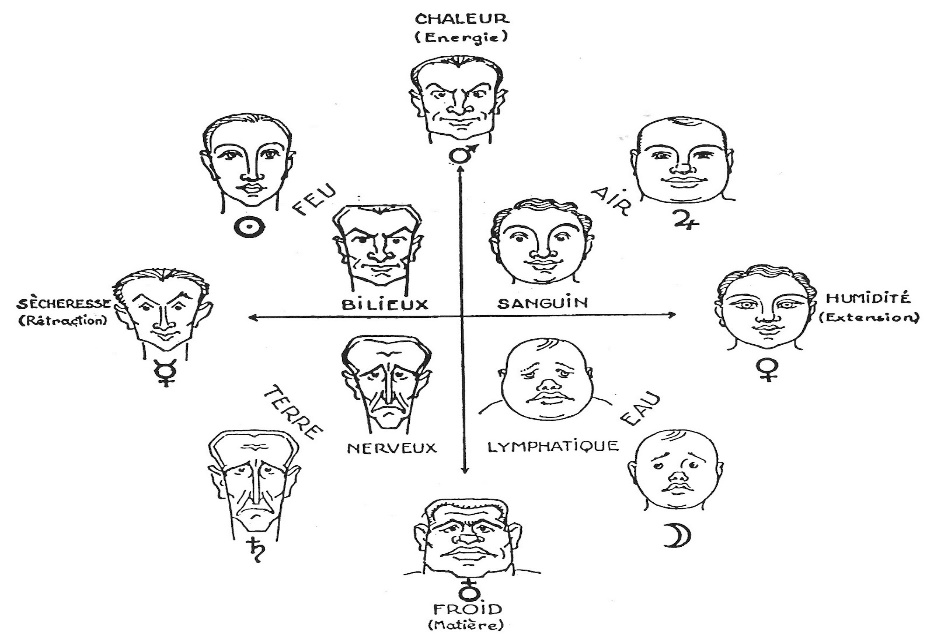 CHALEUR
(Energie)
FEU
AIR
BILIEUX
SANGUIN
SÈCHERESSE
(Rétraction)
HUMIDITÉ
(Extension)
TERRE
EAU
NERVEUX
LYMPHATIQUE
FROID
(Matière)